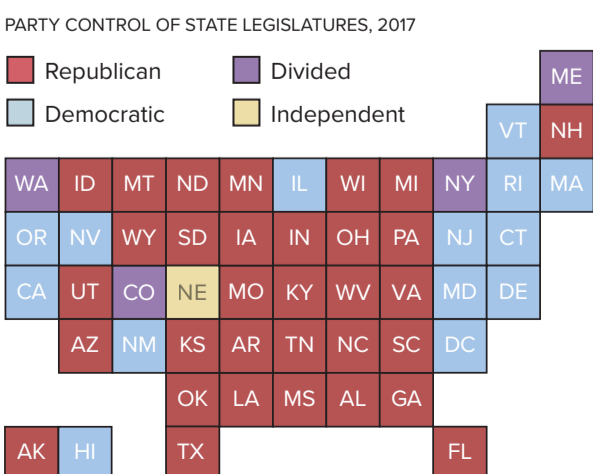 PARTY CONTROL OF STATE LEGISLATURES, 2017
Republican Divided
Democratic Independent
ME
VT NH
WA ID MT ND MN IL WI MI NY RI MA
OR NV WY SD IA IN OH PA NJ CT
CA UT CO NE MO KY WV VA MD DE
AZ NM KS AR TN NC SC DC
OK LA MS AL GA
AK HI TX FL